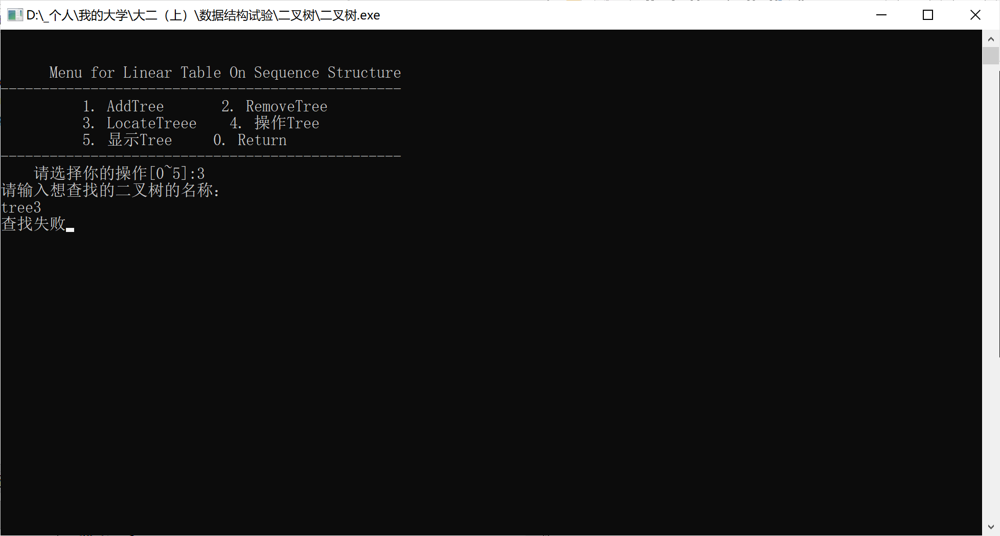 D:\_个人\我的大学\大二（上）\数据结构试验\二叉树\二叉树.exe
Menu for Linear Table On Sequence Structure
-------------------------------------------------
1. AddTree       2. RemoveTree
3. LocateTreee    4. 操作Tree
5. 显示Tree     0. Return
-------------------------------------------------
请选择你的操作[0~5]:3
请输入想查找的二叉树的名称：
tree3
查找失败